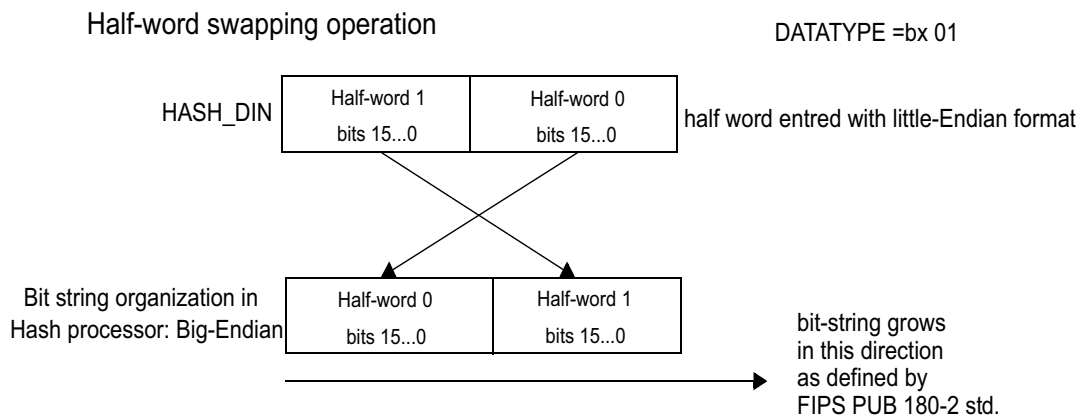 Half-word swapping operation
DATATYPE =bx 01
HASH_DIN
Half-word 1
bits 15...0
Half-word 0
bits 15...0
half word entred with little-Endian format
Bit string organization in
Hash processor: Big-Endian
Half-word 0
bits 15...0
Half-word 1
bits 15...0
bit-string grows
in this direction
as defined by
FIPS PUB 180-2 std.